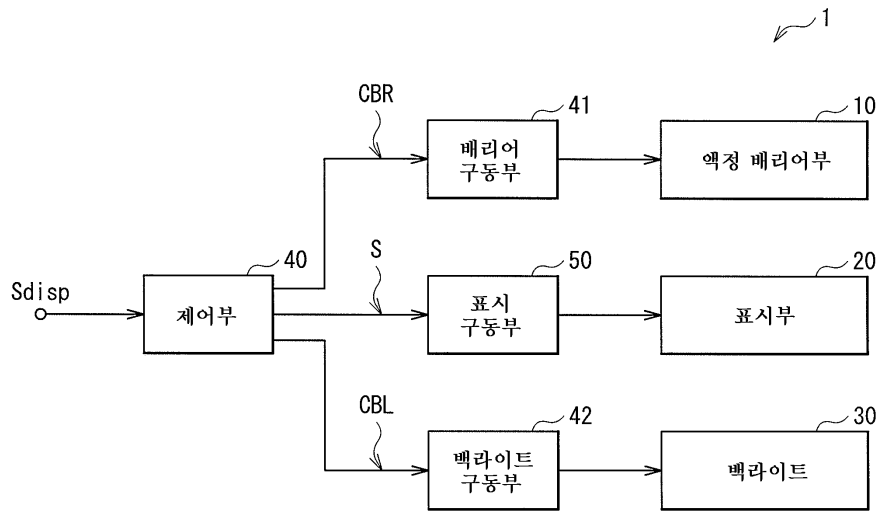 1
CBR
41
10
배리어
구동부
액정 배리어부
40
S
50
20
Sdisp
제어부
표시
구동부
표시부
CBL
42
30
백라이트
구동부
백라이트